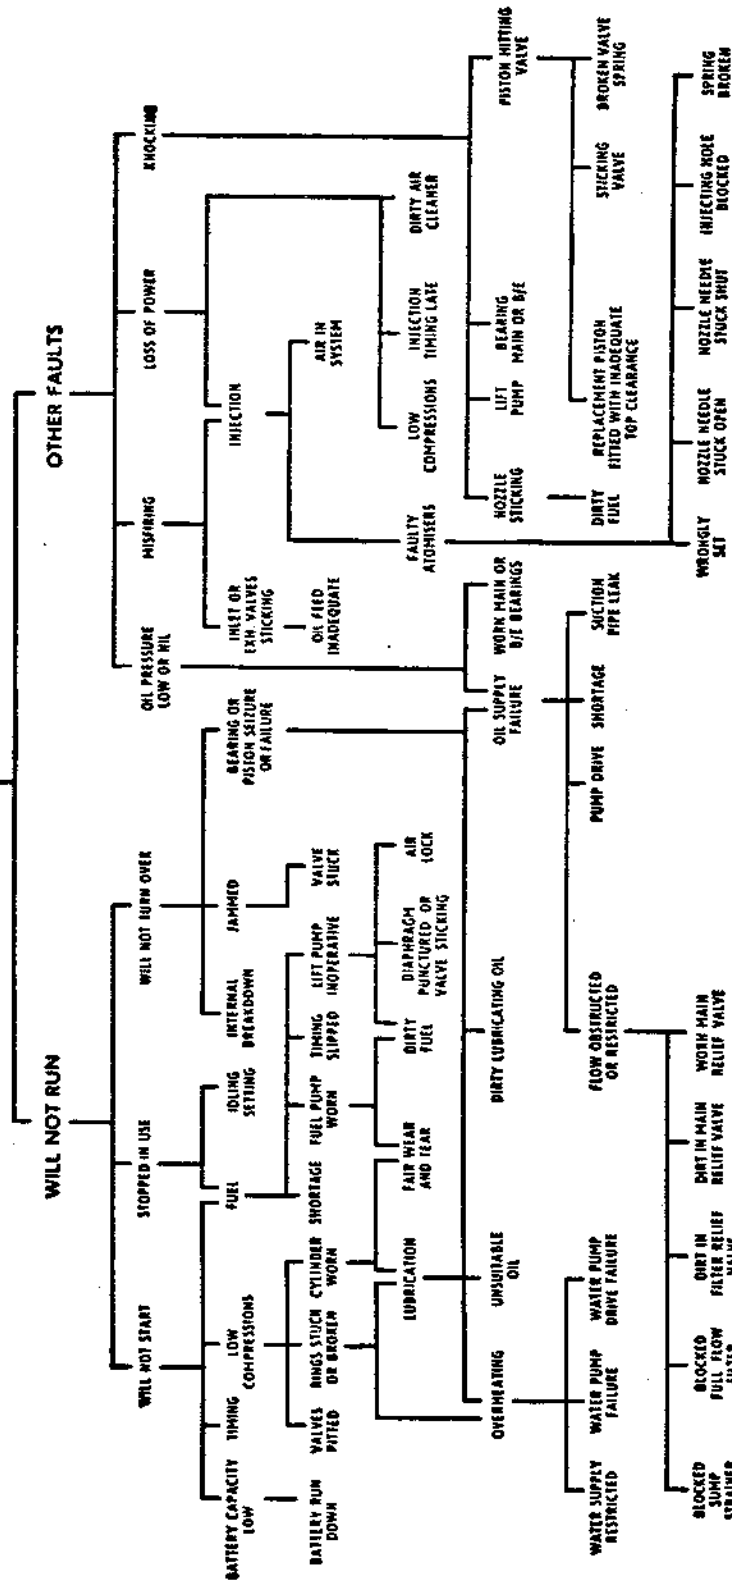 WILL NOT RUN
OTHER FAULTS
WILL NOT START
STOPPED IN USE
WILL NOT TURN OVER
OIL PRESSURE
LOW OR NIL
MISFIRING
LOSS OF POWER
KNOCKING
BATTERY CAPACITY
LOW
TIMING
LOW
COMPRESSIONS
FUEL
IDLING
SETTING
INTERNAL
BREAKDOWN
JAMMED
BEARING OR
PISTON SEIZURE
OR FAILURE
INLET OR
EXH. VALVES
STICKING
INJECTION
BATTERY RUN
DOWN
VALVES
PITTED
RINGS STUCK
OR BROKEN
CYLINDER
WORN
SHORTAGE
FUEL PUMP
WORN
TIMING
SLIPPED
LIFT PUMP
INOPERATIVE
VALVE
STUCK
OIL FEED
INADEQUATE
AIR IN
SYSTEM
LUBRICATION
FAIR WEAR
AND TEAR
DIRTY
FUEL
DIAPHRAGM
PUNCTURED OR
VALVE STICKING
AIR
LOCK
FAULTY
ATOMISERS
LOW
COMPRESSIONS
INJECTION
TIMING LATE
DIRTY AIR
CLEANER
OVERHEATING
UNSUITABLE
OIL
DIRTY LUBRICATING OIL
OIL SUPPLY
FAILURE
WORN MAIN OR
B/E BEARINGS
NOZZLE
STICKING
LIFT
PUMP
BEARING
MAIN OR B/E
PISTON HITTING
VALVE
WATER SUPPLY
RESTRICTED
WATER PUMP
FAILURE
WATER PUMP
DRIVE FAILURE
FLOW OBSTRUCTED
OR RESTRICTED
PUMP DRIVE
SHORTAGE
SUCTION
PIPE LEAK
DIRTY
FUEL
REPLACEMENT PISTON
FITTED WITH INADEQUATE
TOP CLEARANCE
STICKING
VALVE
BROKEN VALVE
SPRING
BLOCKED
SUMP
STRAINER
BLOCKED
FULL FLOW
FILTER
DIRT IN
FILTER RELIEF
VALVE
DIRT IN MAIN
RELIEF VALVE
WORN MAIN
RELIEF VALVE
WRONGLY
SET
NOZZLE NEEDLE
STUCK OPEN
NOZZLE NEEDLE
STUCK SHUT
INJECTING HOLE
BLOCKED
SPRING
BROKEN